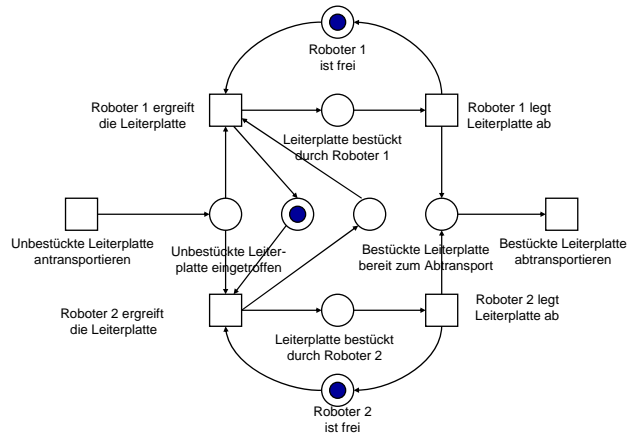 Roboter 1
ist frei
Roboter 1 ergreift
die Leiterplatte
Leiterplatte bestückt
durch Roboter 1
Roboter 1 legt
Leiterplatte ab
Unbestückte Leiterplatte
antransportieren
Unbestückte Leiter-
platte eingetroffen
Bestückte Leiterplatte
bereit zum Abtransport
Bestückte Leiterplatte
abtransportieren
Roboter 2 ergreift
die Leiterplatte
Leiterplatte bestückt
durch Roboter 2
Roboter 2 legt
Leiterplatte ab
Roboter 2
ist frei